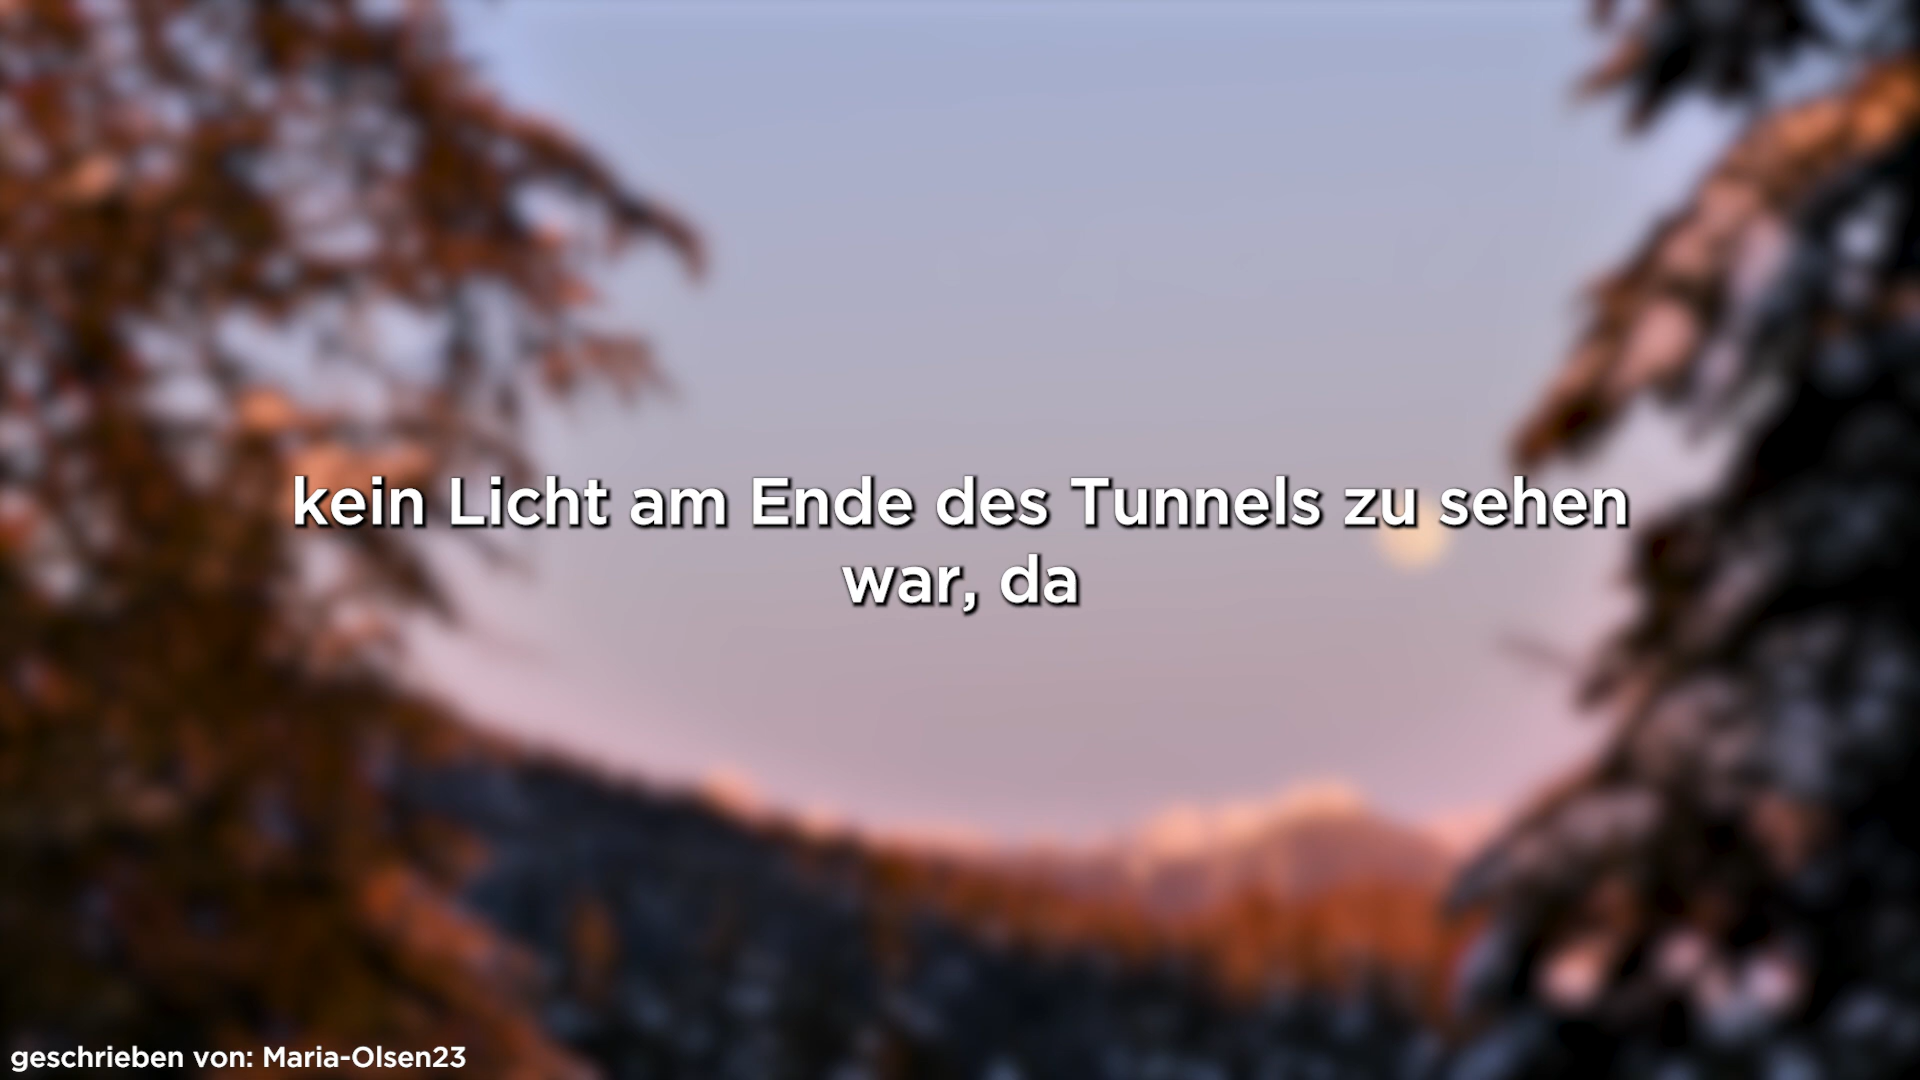 kein Licht am Ende des Tunnels zu sehen
war, da
geschrieben von: Maria-Olsen23